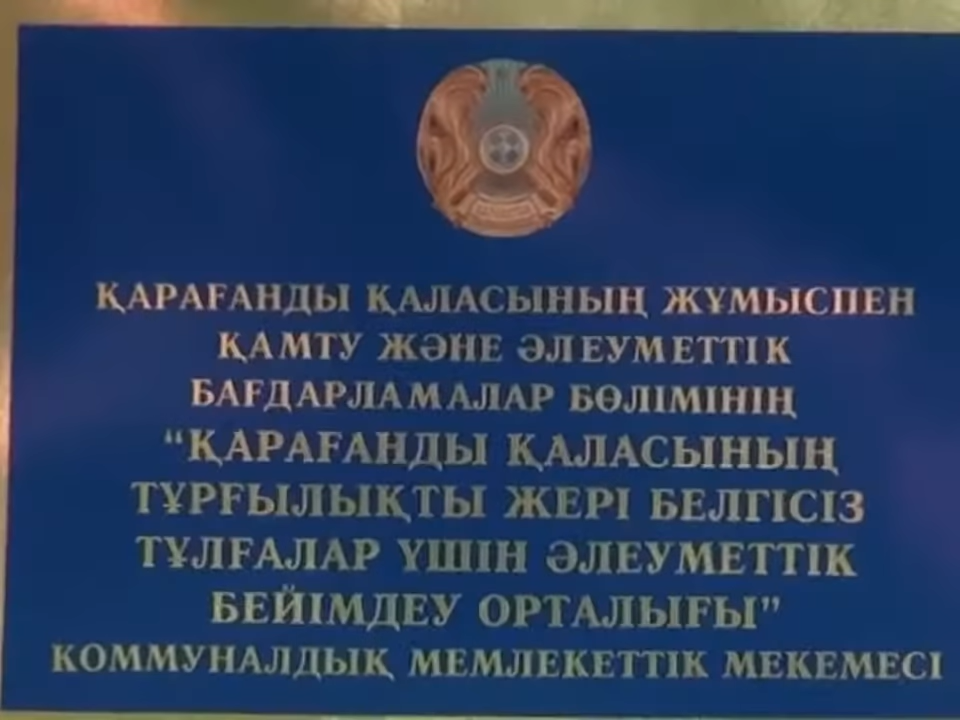 ҚАРАҒАНДЫ ҚАЛАСЫНЫҢ ЖҰМЫСПЕН
ҚАМТУ ЖӘНЕ ӘЛЕУМЕТТІК
БАҒДАРЛАМАЛАР БӨЛІМІНІҢ
“ҚАРАҒАНДЫ ҚАЛАСЫНЫҢ
ТҰРҒЫЛЫҚТЫ ЖЕРІ БЕЛГІСІЗ
ТҰЛҒАЛАР ҮШІН ӘЛЕУМЕТТІК
БЕЙІМДЕУ ОРТАЛЫҒЫ”
КОММУНАЛДЫҚ МЕМЛЕКЕТТІК МЕКЕМЕСІ